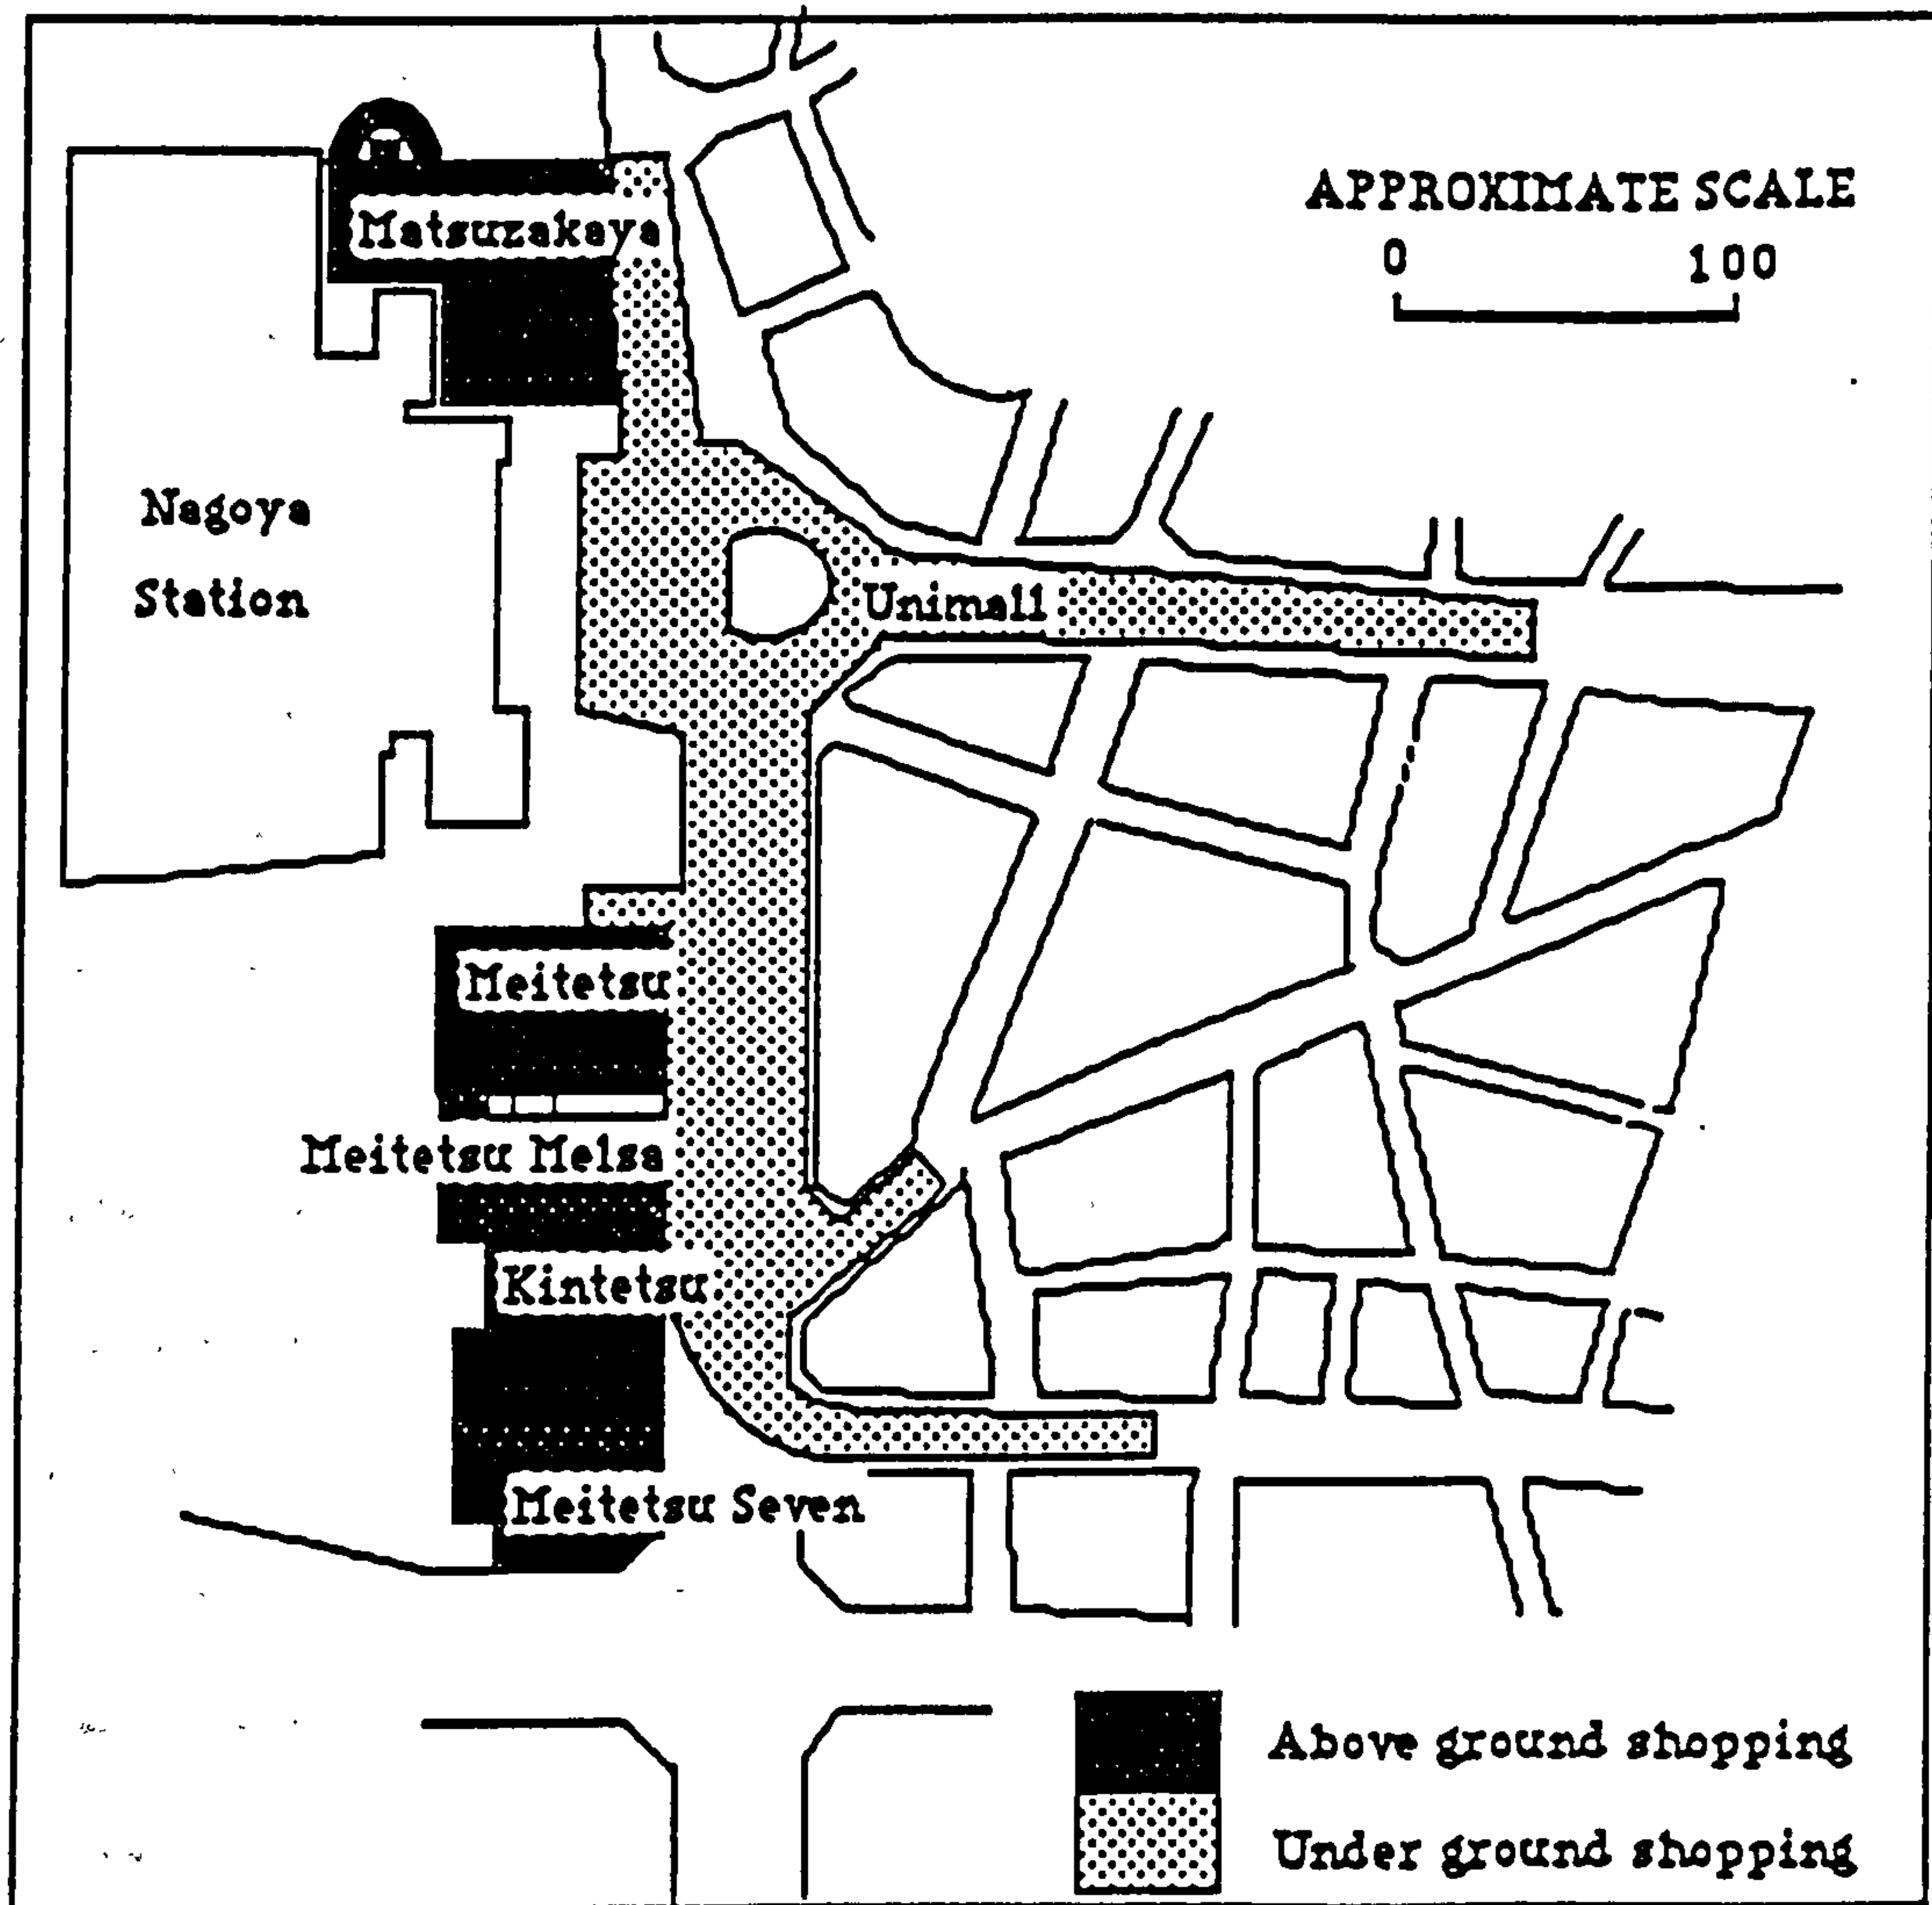 APPROXIMATE SCALE
0 100
Matsuzakaya
Nagoya
Station
Unimall
Meitetsu
Meitetsu Melsa
Kintetsu
Meitetsu Seven
Above ground shopping
Under ground shopping